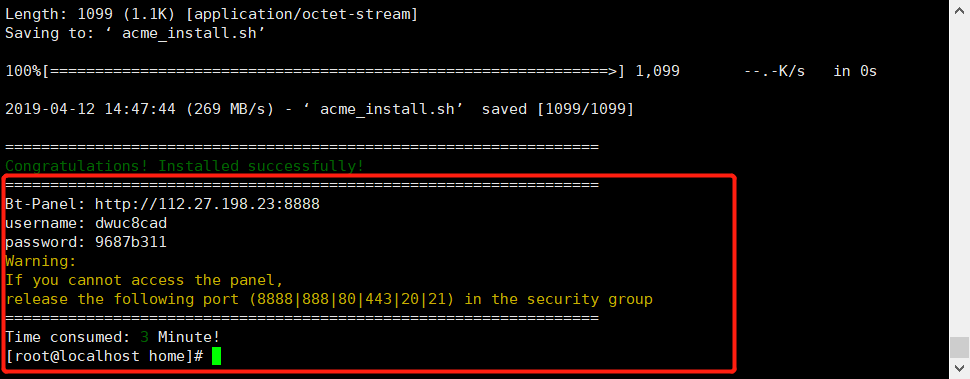 Length: 1099 (1.1K) [application/octet-stream]
Saving to: ‘ acme_install.sh’
100%[==============================================================>] 1,099       --.-K/s   in 0s
2019-04-12 14:47:44 (269 MB/s) - ‘ acme_install.sh’  saved [1099/1099]
==================================================================
Congratulations! Installed successfully!
==================================================================
Bt-Panel: http://112.27.198.23:8888
username: dwuc8cad
password: 9687b311
Warning:
If you cannot access the panel,
release the following port (8888|888|80|443|20|21) in the security group
==================================================================
Time consumed: 3 Minute!
[root@localhost home]#